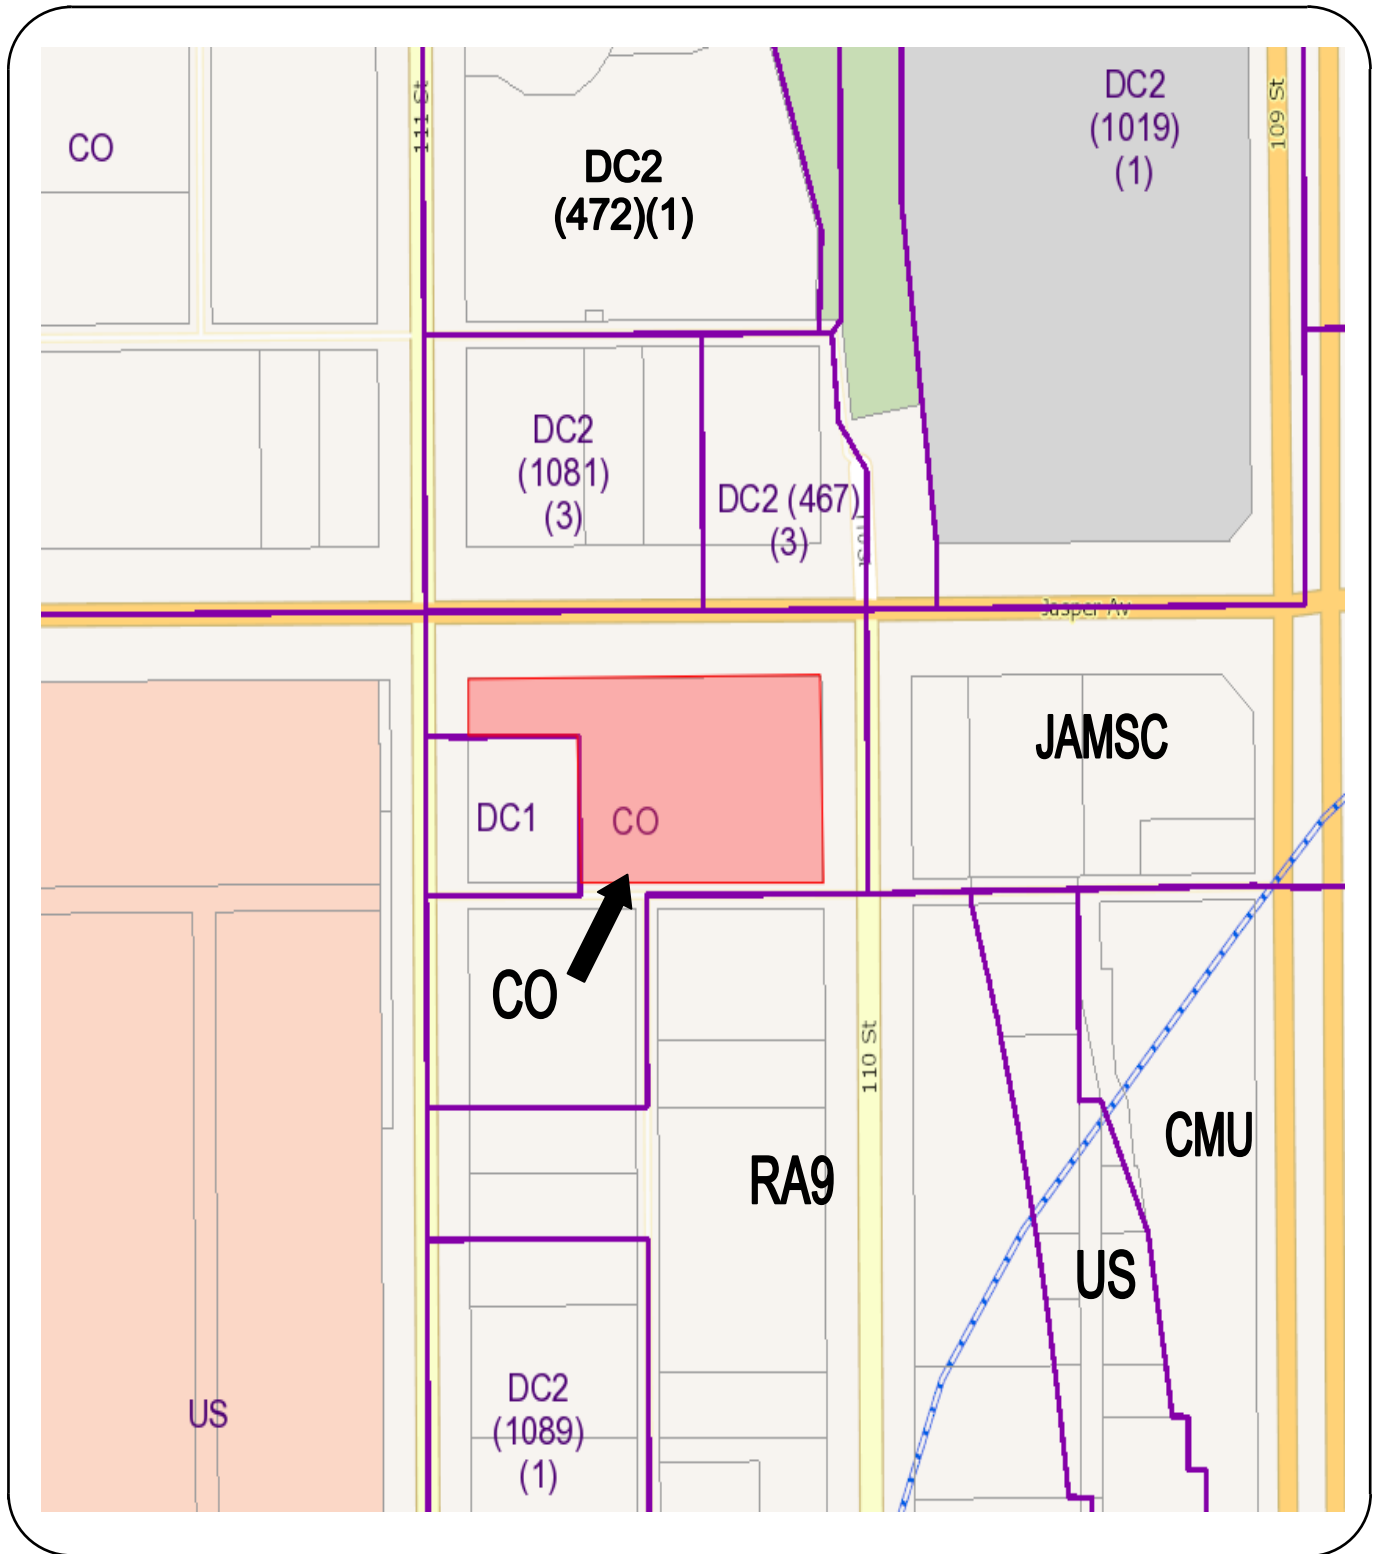 111 St
CO
DC2
(472)(1)
DC2
(1019)
(1)
109 St
DC2
(1081)
(3)
DC2 (467)
(3)
Jasper Av
JAMSC
DC1
CO
CO
110 St
CMU
RA9
US
DC2
(1089)
(1)
US